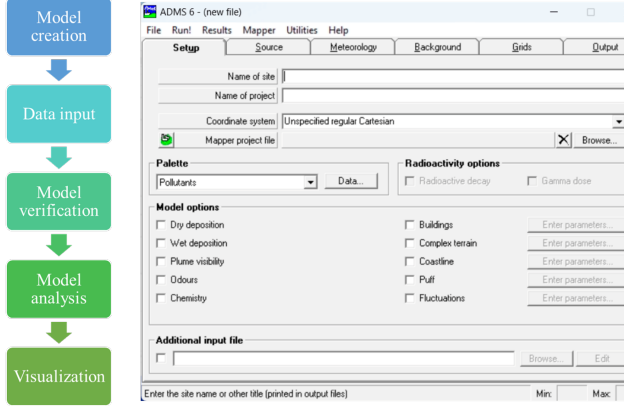 Model
creation
Data input
Model
verification
Model
analysis
Visualization
ADMS 6 - (new file)
File Run! Results Mapper Utilities Help
Setup Source Meteorology Background Grids Output
Name of site
Name of project
Coordinate system Unspecified regular Cartesian
Mapper project file Browse...
Palette Radioactivity options
Pollutants Data... Radioactive decay Gamma dose
Model options
Dry deposition Buildings Enter parameters...
Wet deposition Complex terrain Enter parameters...
Plume visibility Coastline Enter parameters...
Odours Puff Enter parameters...
Chemistry Fluctuations Enter parameters...
Additional input file
Browse... Edit
Enter the site name or other title (printed in output files) Min: Max: